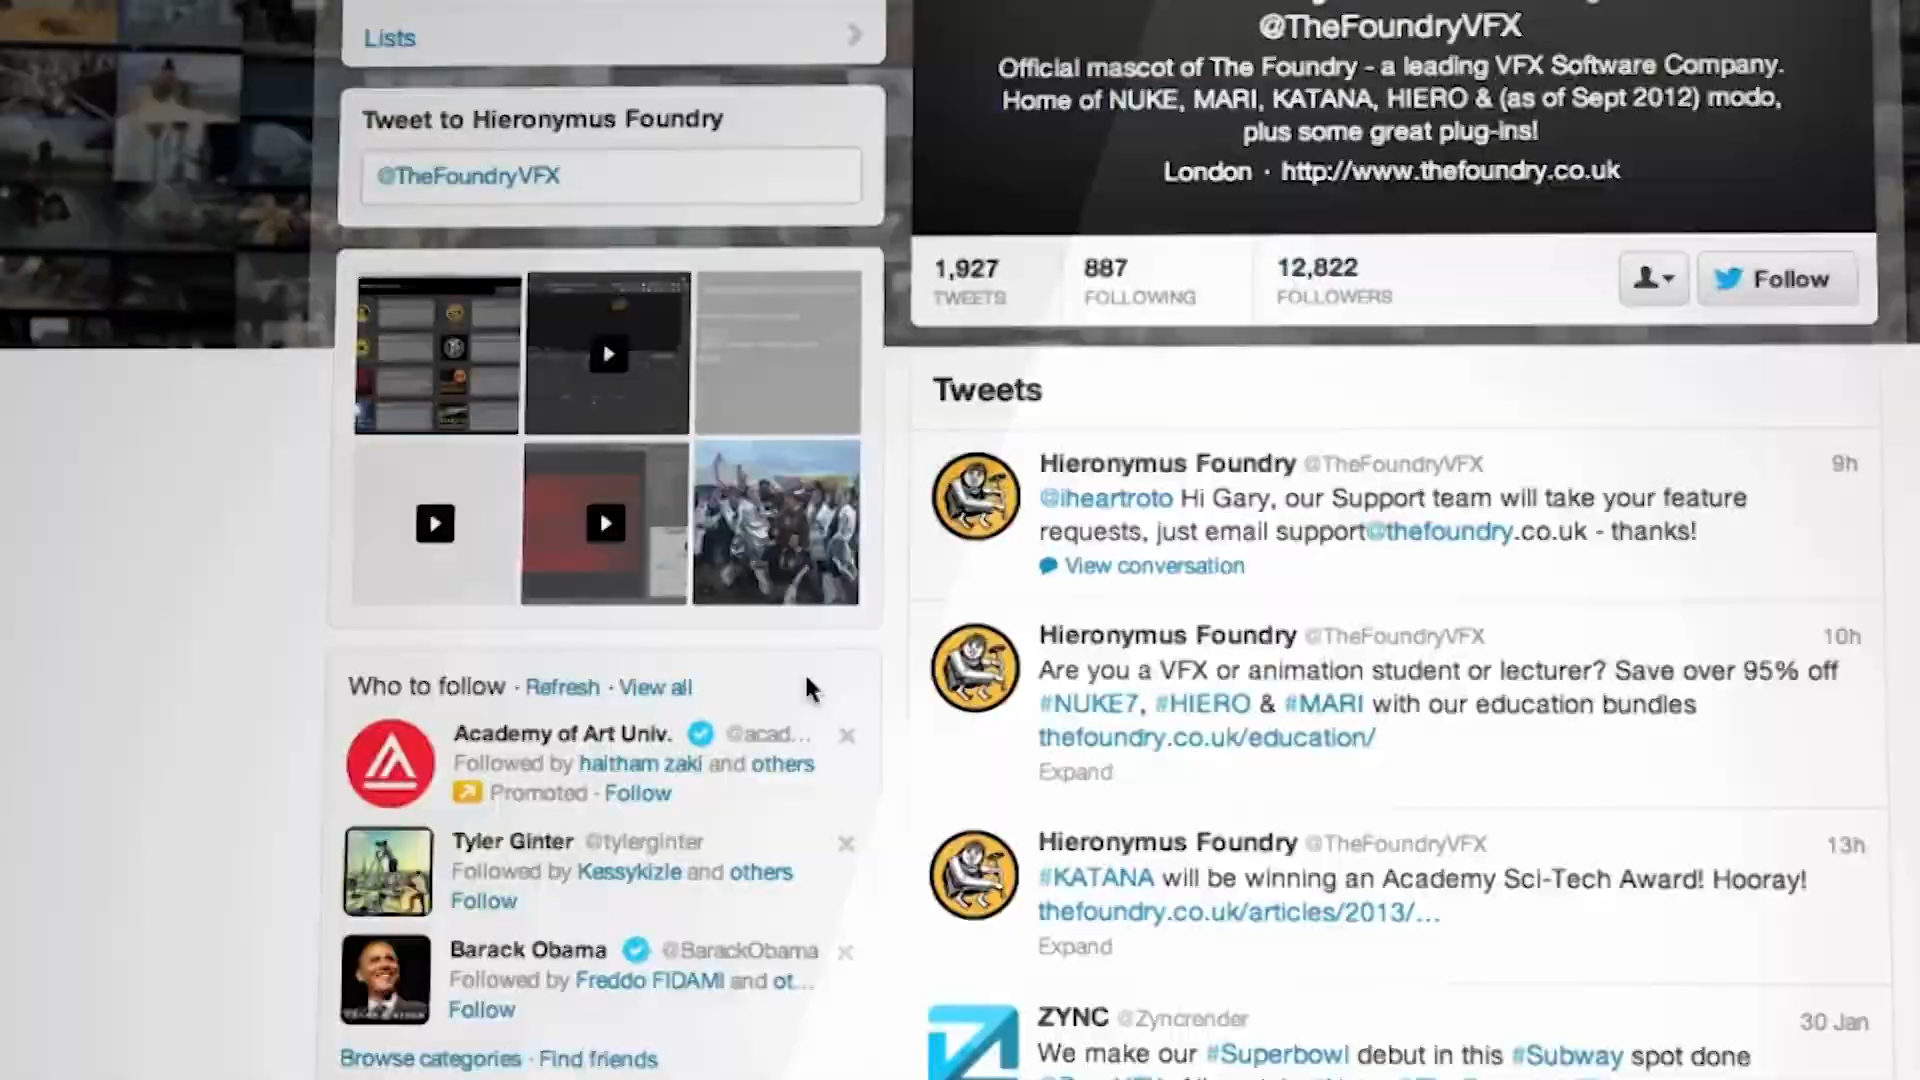 Lists
Tweet to Hieronymus Foundry
@TheFoundryVFX
Who to follow · Refresh · View all
Academy of Art Univ. @acad...
Followed by haitham zaki and others
Promoted · Follow
Tyler Ginter @tylerginter
Followed by Kessykizle and others
Follow
Barack Obama @BarackObama
Followed by Freddo FIDAMI and ot...
Follow
Browse categories · Find friends
@TheFoundryVFX
Official mascot of The Foundry - a leading VFX Software Company.
Home of NUKE, MARI, KATANA, HIERO & (as of Sept 2012) modo,
plus some great plug-ins!
London · http://www.thefoundry.co.uk
1,927 887 12,822
TWEETS FOLLOWING FOLLOWERS
Follow
Tweets
Hieronymus Foundry @TheFoundryVFX 9h
@iheartroto Hi Gary, our Support team will take your feature
requests, just email support@thefoundry.co.uk - thanks!
View conversation
Hieronymus Foundry @TheFoundryVFX 10h
Are you a VFX or animation student or lecturer? Save over 95% off
#NUKE7, #HIERO & #MARI with our education bundles
thefoundry.co.uk/education/
Expand
Hieronymus Foundry @TheFoundryVFX 13h
#KATANA will be winning an Academy Sci-Tech Award! Hooray!
thefoundry.co.uk/articles/2013/...
Expand
ZYNC @Zyncrender 30 Jan
We make our #Superbowl debut in this #Subway spot done